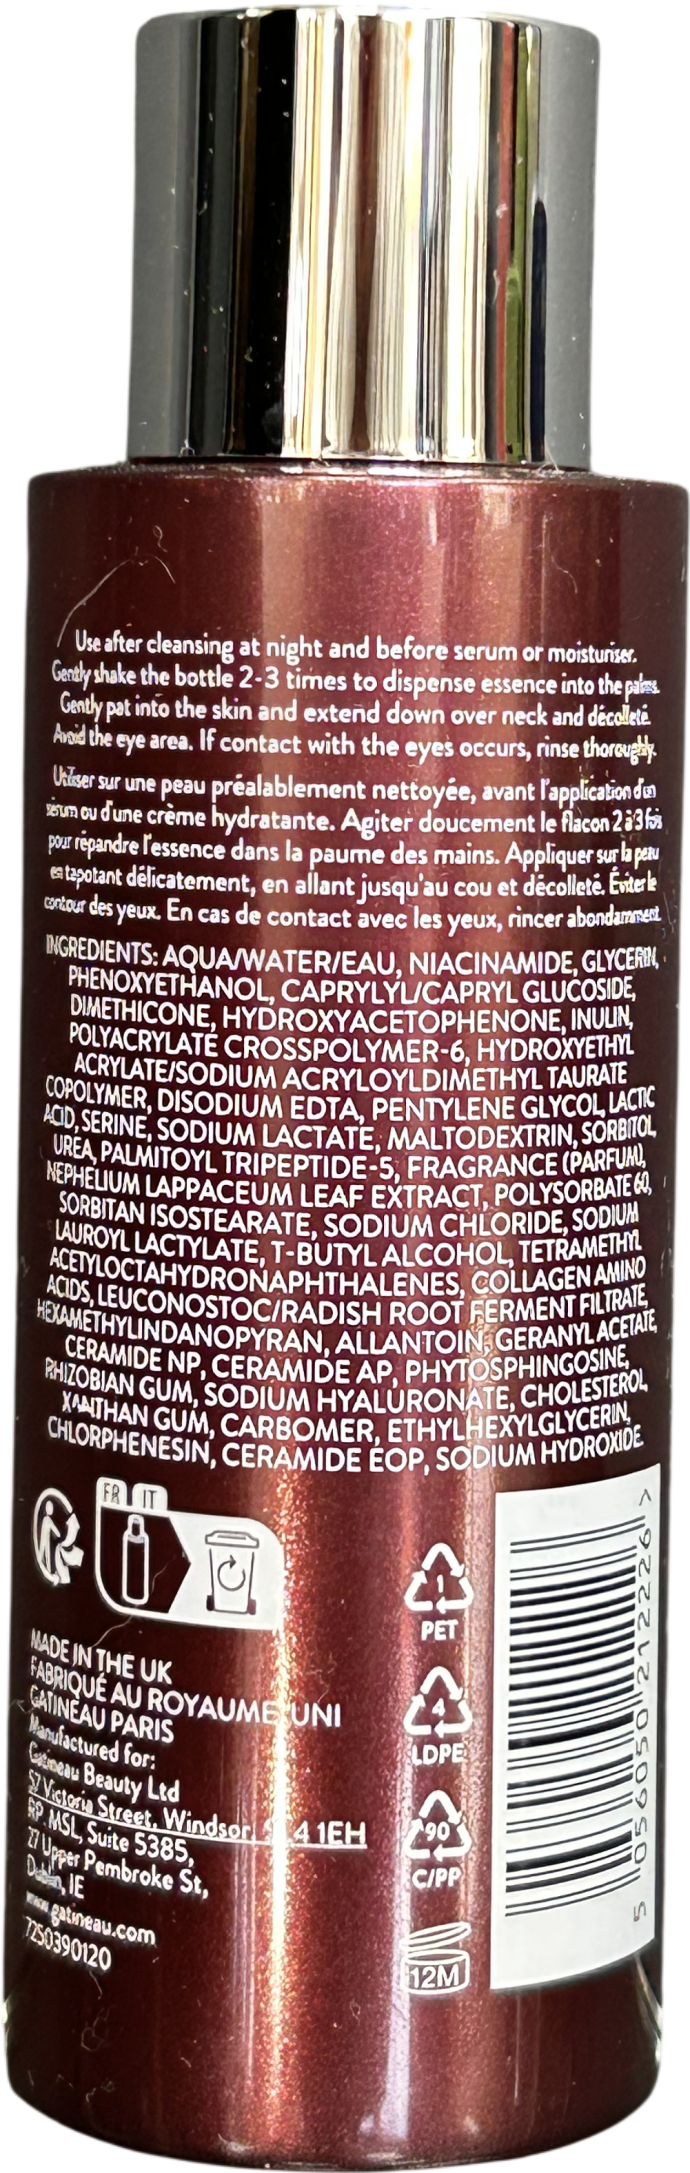 Use after cleansing at night and before serum or moisturiser.
Gently shake the bottle 2-3 times to dispense essence into the palms.
Gently pat into the skin and extend down over neck and décolleté.
Avoid the eye area. If contact with the eyes occurs, rinse thoroughly.
Utiliser sur une peau préalablement nettoyée, avant l'application d'un
sérum ou d'une crème hydratante. Agiter doucement le flacon 2 à 3 fois
pour répandre l'essence dans la paume des mains. Appliquer sur la peau
en tapotant délicatement, en allant jusqu'au cou et décolleté. Éviter le
contour des yeux. En cas de contact avec les yeux, rincer abondamment.
INGREDIENTS: AQUA/WATER/EAU, NIACINAMIDE, GLYCERIN,
PHENOXYETHANOL, CAPRYLYL/CAPRYL GLUCOSIDE,
DIMETHICONE, HYDROXYACETOPHENONE, INULIN,
POLYACRYLATE CROSSPOLYMER-6, HYDROXYETHYL
ACRYLATE/SODIUM ACRYLOYLDIMETHYL TAURATE
COPOLYMER, DISODIUM EDTA, PENTYLENE GLYCOL, LACTIC
ACID, SERINE, SODIUM LACTATE, MALTODEXTRIN, SORBITOL,
UREA, PALMITOYL TRIPEPTIDE-5, FRAGRANCE (PARFUM),
NEPHELIUM LAPPACEUM LEAF EXTRACT, POLYSORBATE 60,
SORBITAN ISOSTEARATE, SODIUM CHLORIDE, SODIUM
LAUROYL LACTYLATE, T-BUTYL ALCOHOL, TETRAMETHYL
ACETYLOCTAHYDRONAPHTHALENES, COLLAGEN AMINO
ACIDS, LEUCONOSTOC/RADISH ROOT FERMENT FILTRATE,
HEXAMETHYLINDANOPYRAN, ALLANTOIN, GERANYL ACETATE,
CERAMIDE NP, CERAMIDE AP, PHYTOSPHINGOSINE,
RHIZOBIAN GUM, SODIUM HYALURONATE, CHOLESTEROL,
XANTHAN GUM, CARBOMER, ETHYLHEXYLGLYCERIN,
CHLORPHENESIN, CERAMIDE EOP, SODIUM HYDROXIDE.
FR IT
1
PET
4
LDPE
90
C/PP
12M
MADE IN THE UK
FABRIQUÉ AU ROYAUME UNI
GATINEAU PARIS
Manufactured for:
Gatineau Beauty Ltd
57 Victoria Street, Windsor, 4 1EH
RP, MSL, Suite 5385,
27 Upper Pembroke St,
Dublin, IE
www.gatineau.com
7250390120
5 056050 212226 >